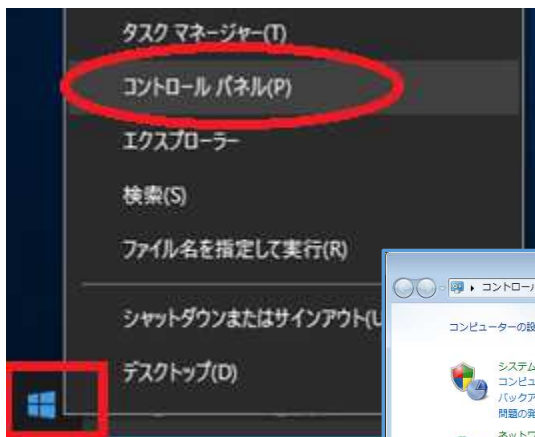 タスク マネージャー(T)
コントロール パネル(P)
エクスプローラー
検索(S)
ファイル名を指定して実行(R)
シャットダウンまたはサインアウト(U
デスクトップ(D)
コントロール
コンピューターの設
システム
コンピュ
バックア
問題の発
ネットワ